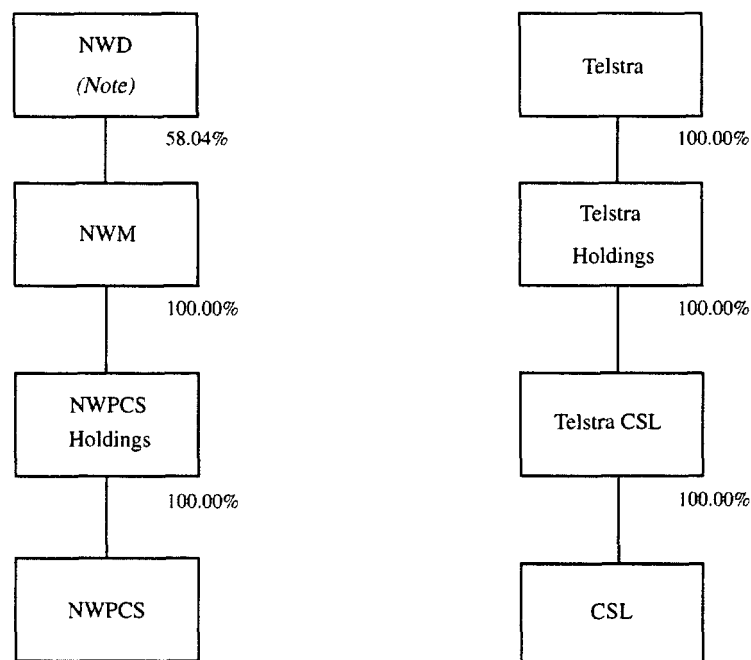 NWD
(Note)
58.04%
NWM
100.00%
NWPCS
Holdings
100.00%
NWPCS
Telstra
100.00%
Telstra
Holdings
100.00%
Telstra CSL
100.00%
CSL